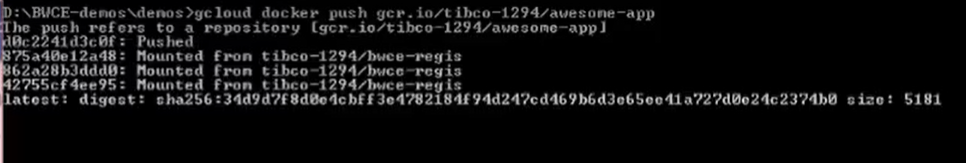 D:\BWCE-demos\demos>gcloud docker push gcr.io/tibco-1294/awesome-app
The push refers to a repository [gcr.io/tibco-1294/awesome-app]
d0c2241d3c0f: Pushed
875a40e12a48: Mounted from tibco-1294/bwce-regis
862a28b3ddd0: Mounted from tibco-1294/bwce-regis
42755cf4ee95: Mounted from tibco-1294/bwce-regis
latest: digest: sha256:34d9d7f8d0e4cbff3e4782184f94d247cd469b6d3e65ee41a727d0e24c2374b0 size: 5181